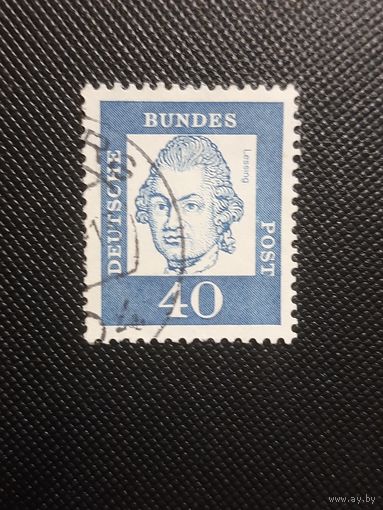 DEUTSCHE
BUNDES
POST
Lessing
40
www.ay.by